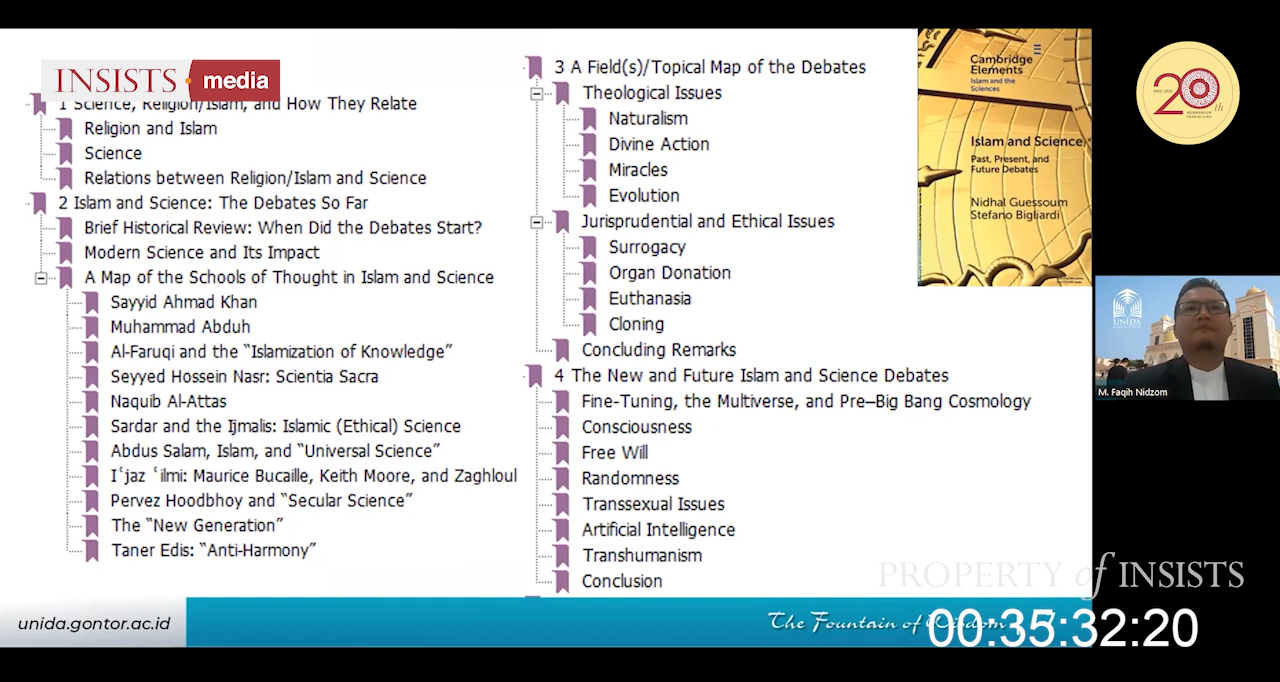 INSISTS media
1 Science, Religion/Islam, and How They Relate
Religion and Islam
Science
Relations between Religion/Islam and Science
2 Islam and Science: The Debates So Far
Brief Historical Review: When Did the Debates Start?
Modern Science and Its Impact
A Map of the Schools of Thought in Islam and Science
Sayyid Ahmad Khan
Muhammad Abduh
Al-Faruqi and the “Islamization of Knowledge”
Seyyed Hossein Nasr: Scientia Sacra
Naquib Al-Attas
Sardar and the Ijmalis: Islamic (Ethical) Science
Abdus Salam, Islam, and “Universal Science”
Iʿjaz ʿilmi: Maurice Bucaille, Keith Moore, and Zaghloul
Pervez Hoodbhoy and “Secular Science”
The “New Generation”
Taner Edis: “Anti-Harmony”
3 A Field(s)/Topical Map of the Debates
Theological Issues
Naturalism
Divine Action
Miracles
Evolution
Jurisprudential and Ethical Issues
Surrogacy
Organ Donation
Euthanasia
Cloning
Concluding Remarks
4 The New and Future Islam and Science Debates
Fine-Tuning, the Multiverse, and Pre–Big Bang Cosmology
Consciousness
Free Will
Randomness
Transsexual Issues
Artificial Intelligence
Transhumanism
Conclusion
Cambridge
Elements
Islam and the
Sciences
Islam and Science
Past, Present, and
Future Debates
Nidhal Guessoum
Stefano Bigliardi
20th
UNIDA
GONTOR
M. Faqih Nidzom
PROPERTY of INSISTS
unida.gontor.ac.id
The Fountain of Wisdom
00:35:32:20